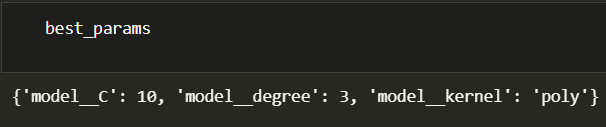 best_params
{'model__C': 10, 'model__degree': 3, 'model__kernel': 'poly'}